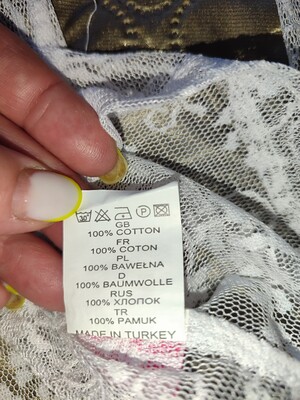 GB
100% COTTON
FR
100% COTON
PL
100% BAWEŁNA
D
100% BAUMWOLLE
RUS
100% ХЛОПОК
TR
100% PAMUK
MADE IN TURKEY